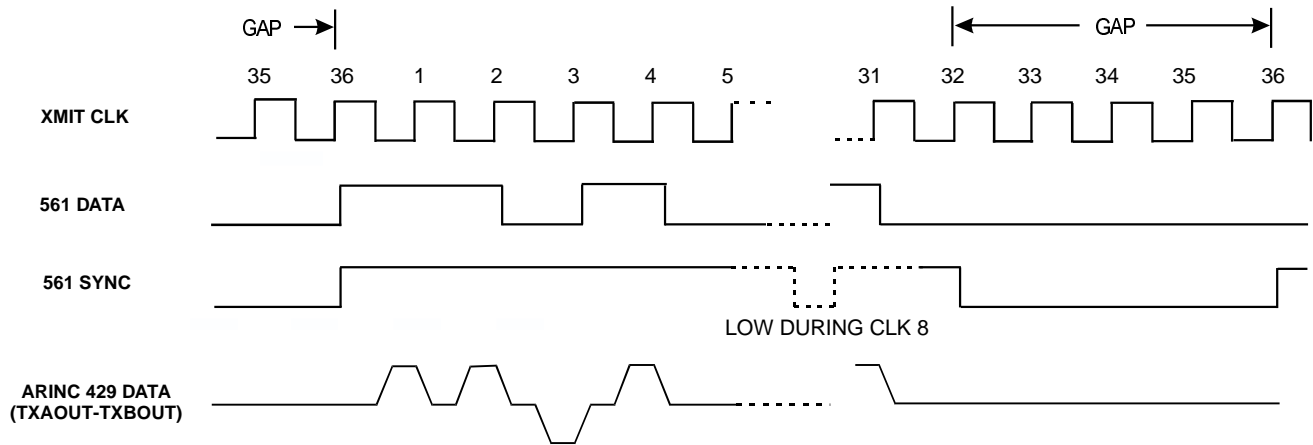 GAP GAP
35 36 1 2 3 4 5 31 32 33 34 35 36
XMIT CLK
561 DATA
561 SYNC
LOW DURING CLK 8
ARINC 429 DATA
(TXAOUT-TXBOUT)